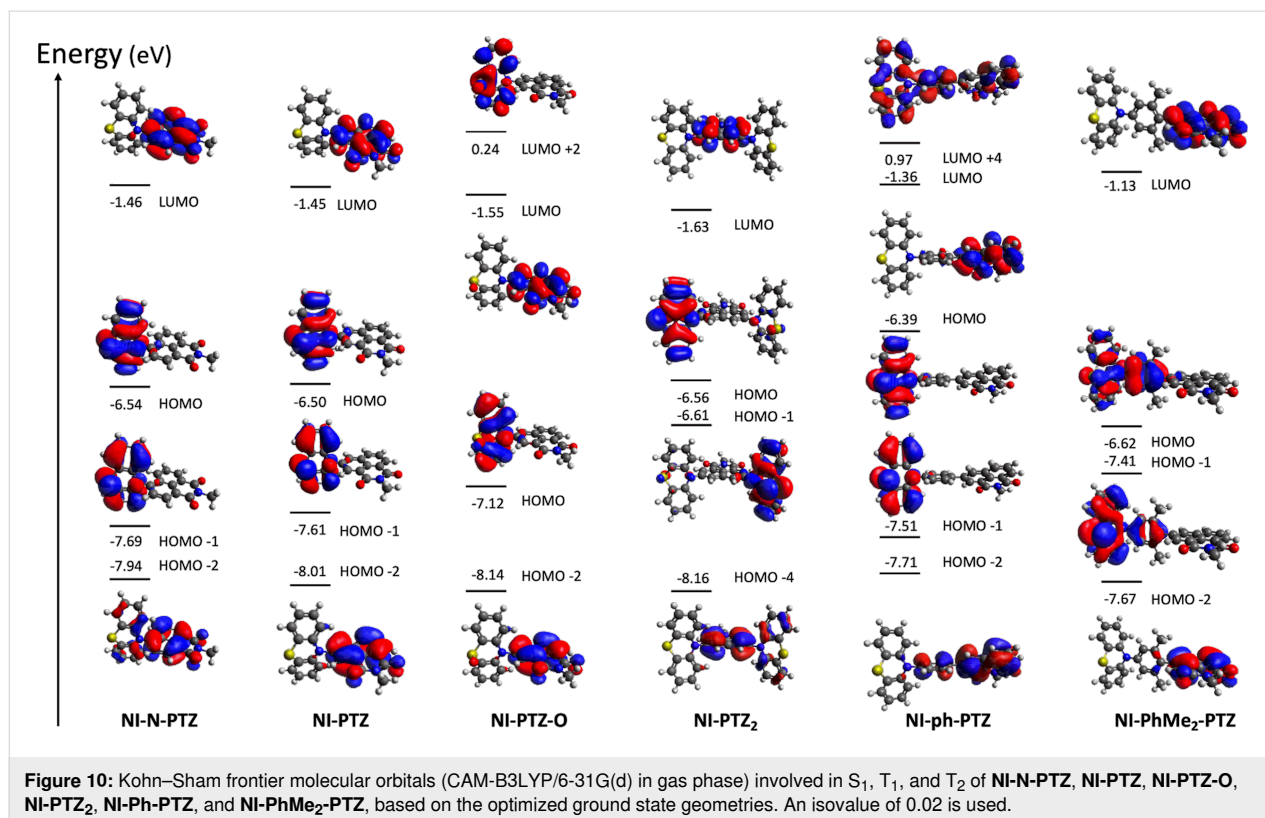 Energy (eV)
-1.46 LUMO
-6.54 HOMO
-7.69 HOMO -1
-7.94 HOMO -2
NI-N-PTZ
-1.45 LUMO
-6.50 HOMO
-7.61 HOMO -1
-8.01 HOMO -2
NI-PTZ
0.24 LUMO +2
-1.55 LUMO
-7.12 HOMO
-8.14 HOMO -2
NI-PTZ-O
-1.63 LUMO
-6.56 HOMO
-6.61 HOMO -1
-8.16 HOMO -4
NI-PTZ₂
0.97 LUMO +4
-1.36 LUMO
-6.39 HOMO
-7.51 HOMO -1
-7.71 HOMO -2
NI-ph-PTZ
-1.13 LUMO
-6.62 HOMO
-7.41 HOMO -1
-7.67 HOMO -2
NI-PhMe₂-PTZ
Figure 10: Kohn–Sham frontier molecular orbitals (CAM-B3LYP/6-31G(d) in gas phase) involved in S₁, T₁, and T₂ of NI-N-PTZ, NI-PTZ, NI-PTZ-O,
NI-PTZ₂, NI-Ph-PTZ, and NI-PhMe₂-PTZ, based on the optimized ground state geometries. An isovalue of 0.02 is used.